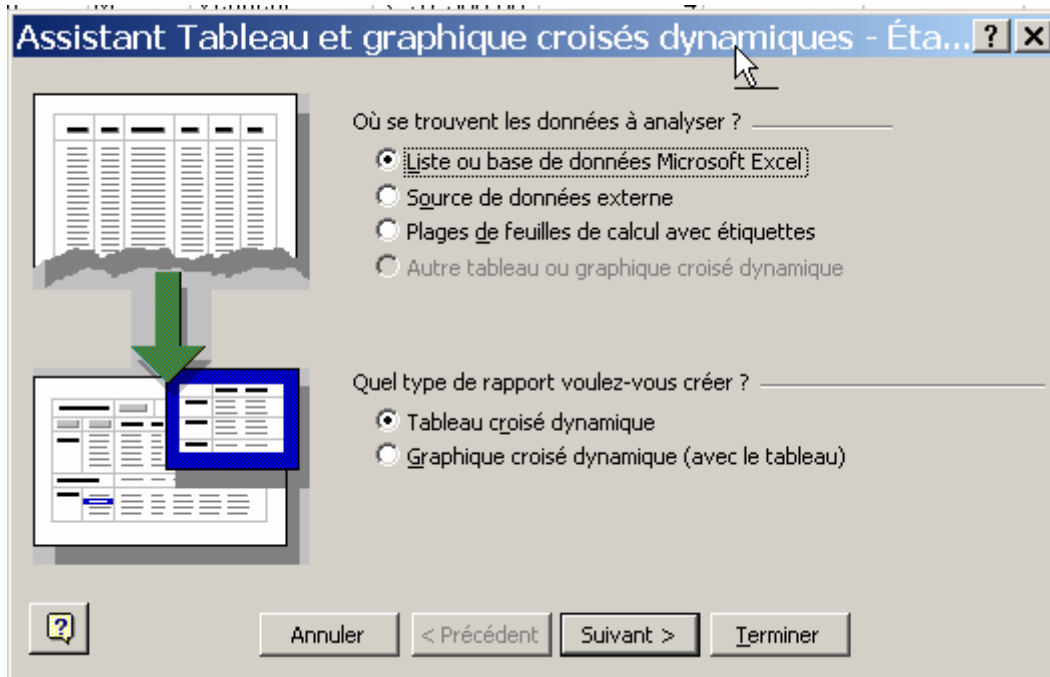 Assistant Tableau et graphique croisés dynamiques - Éta...
Où se trouvent les données à analyser ?
Liste ou base de données Microsoft Excel
Source de données externe
Plages de feuilles de calcul avec étiquettes
Autre tableau ou graphique croisé dynamique
Quel type de rapport voulez-vous créer ?
Tableau croisé dynamique
Graphique croisé dynamique (avec le tableau)
Annuler < Précédent Suivant > Terminer